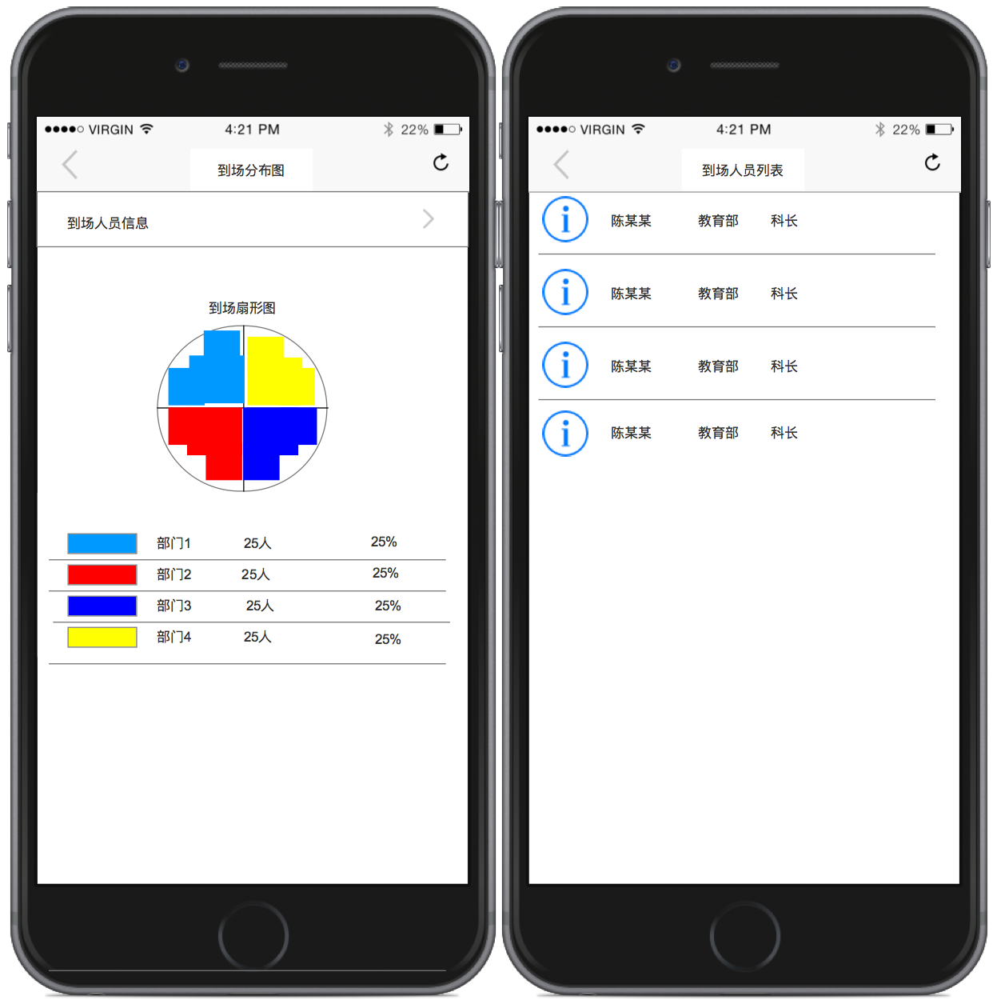 VIRGIN 4:21 PM 22%
到场分布图
到场人员信息
到场扇形图
部门1 25人 25%
部门2 25人 25%
部门3 25人 25%
部门4 25人 25%
VIRGIN 4:21 PM 22%
到场人员列表
陈某某 教育部 科长
陈某某 教育部 科长
陈某某 教育部 科长
陈某某 教育部 科长